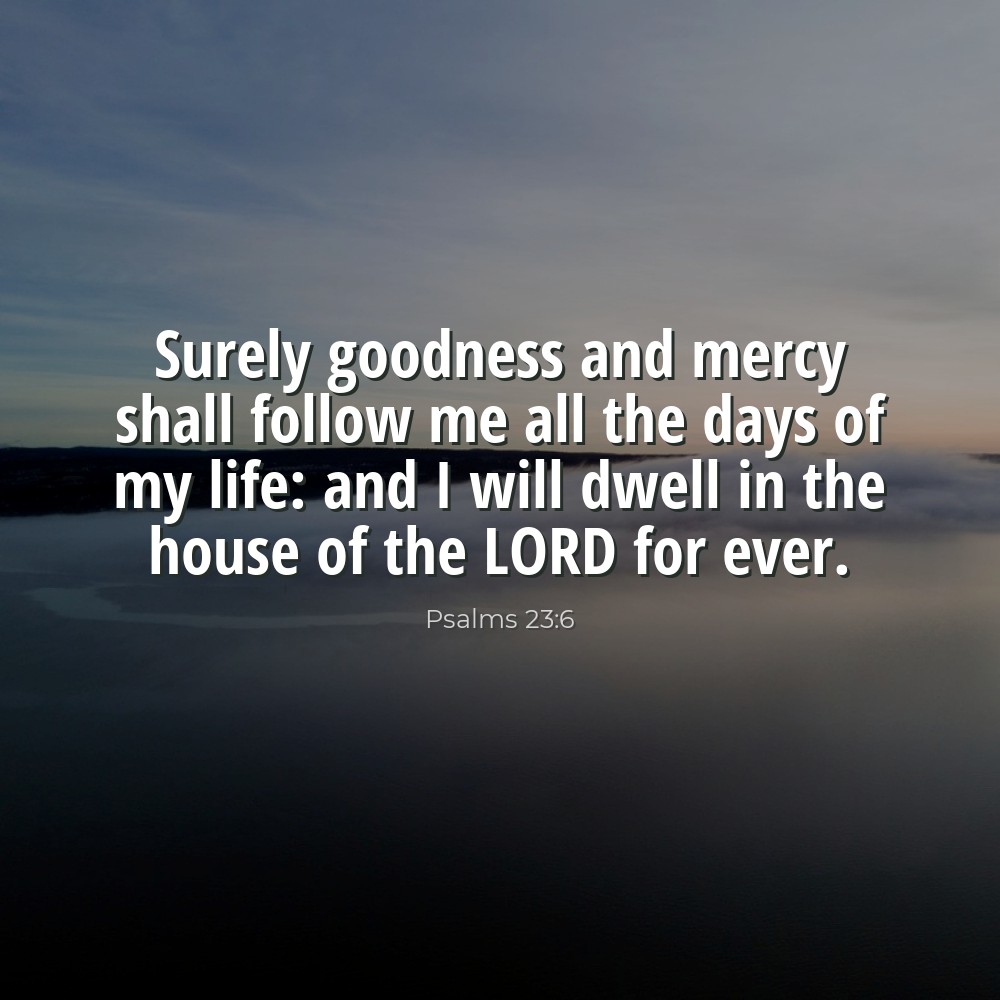 Surely goodness and mercy
shall follow me all the days of
my life: and I will dwell in the
house of the LORD for ever.
Psalms 23:6